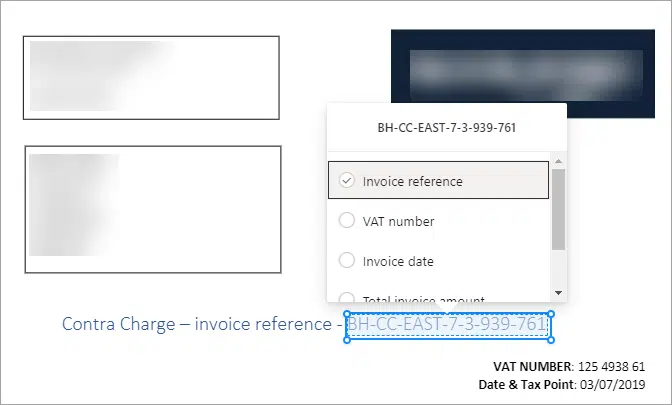 BH-CC-EAST-7-3-939-761
Invoice reference
VAT number
Invoice date
Total invoice amount
Contra Charge – invoice reference - BH-CC-EAST-7-3-939-761
VAT NUMBER: 125 4938 61
Date & Tax Point: 03/07/2019